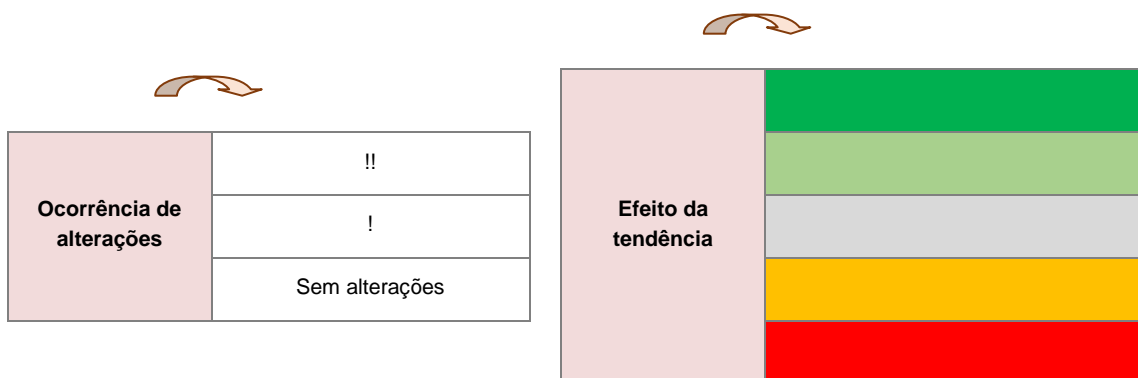 Ocorrência de
alterações
!!
!
Sem alterações
Efeito da
tendência